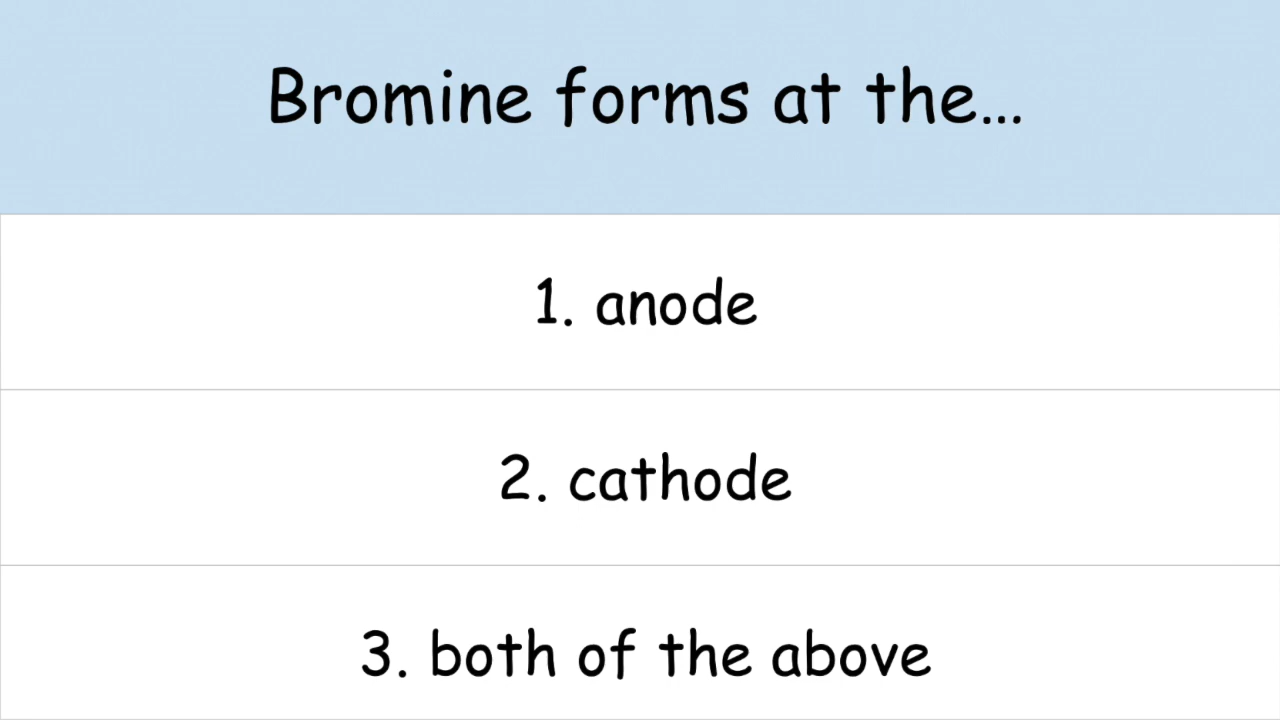 Bromine forms at the...
1. anode
2. cathode
3. both of the above